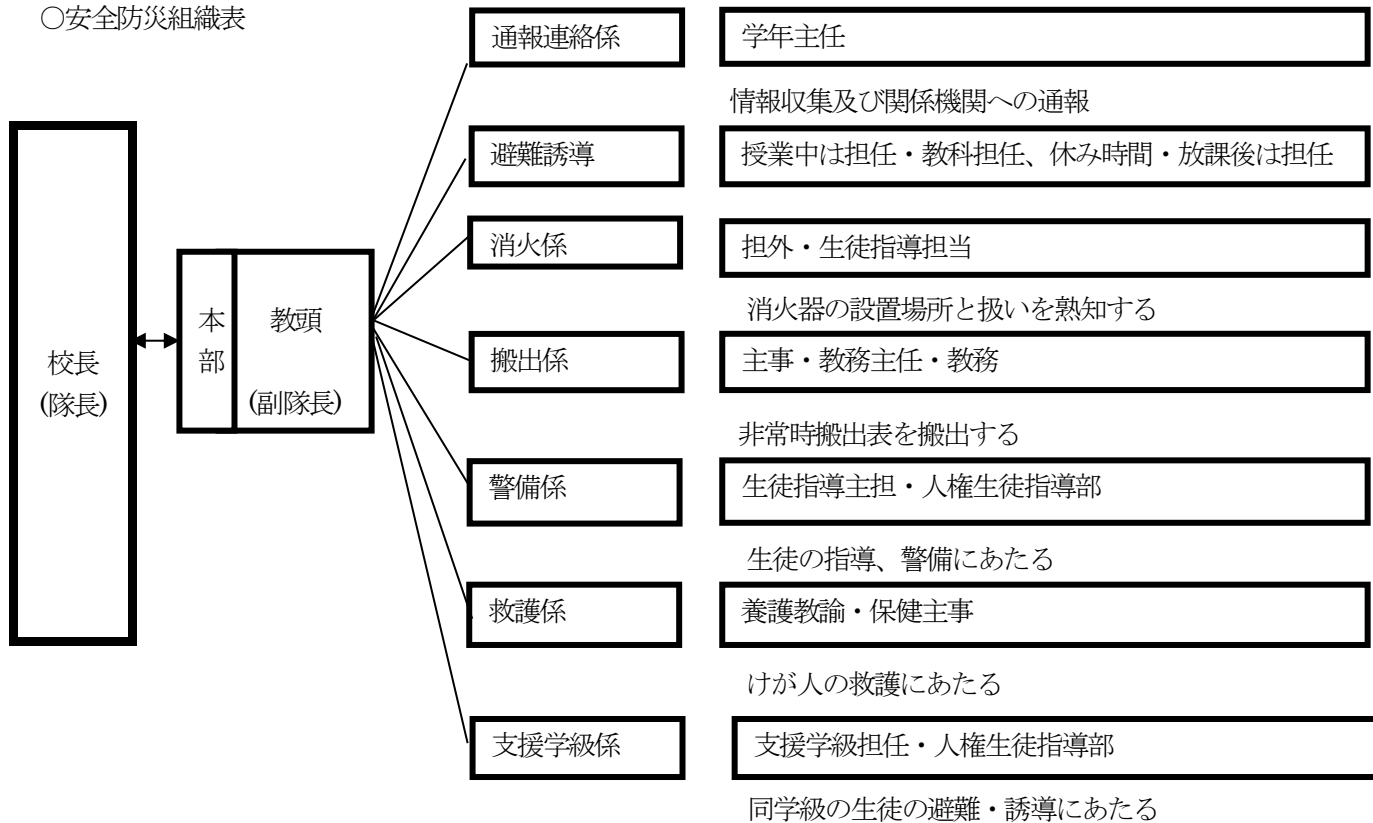 ○安全防災組織表
校長
(隊長)
本部
教頭
(副隊長)
通報連絡係
学年主任
情報収集及び関係機関への通報
避難誘導
授業中は担任・教科担任、休み時間・放課後は担任
消火係
担外・生徒指導担当
消火器の設置場所と扱いを熟知する
搬出係
主事・教務主任・教務
非常時搬出表を搬出する
警備係
生徒指導主担・人権生徒指導部
生徒の指導、警備にあたる
救護係
養護教諭・保健主事
けが人の救護にあたる
支援学級係
支援学級担任・人権生徒指導部
同学級の生徒の避難・誘導にあたる